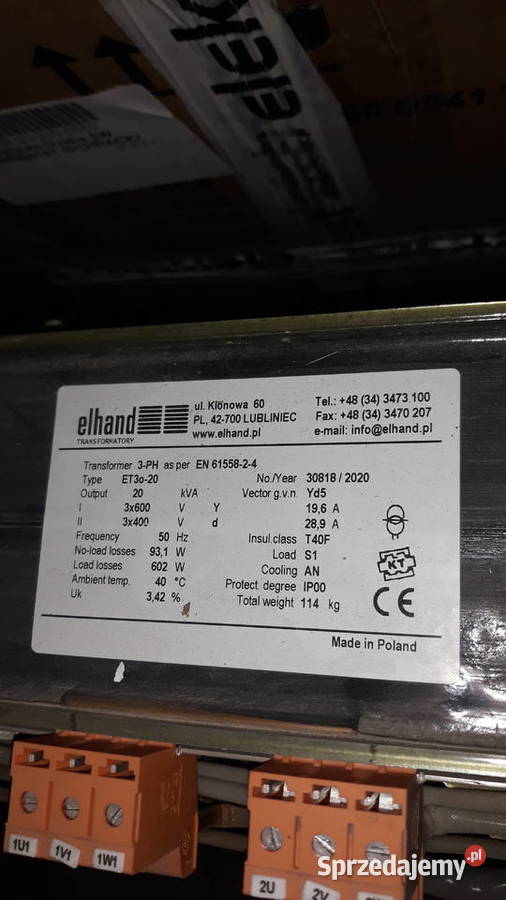 elek
elhand
TRANSFORMATORY
ul. Klonowa 60
PL, 42-700 LUBLINIEC
www.elhand.pl
Tel.: +48 (34) 3473 100
Fax: +48 (34) 3470 207
e-mail: info@elhand.pl
Transformer 3-PH as per EN 61558-2-4
Type ET3o-20 No./Year 30818 / 2020
Output 20 kVA Vector g.v.n. Yd5
I 3x600 V Y 19,6 A
II 3x400 V d 28,9 A
Frequency 50 Hz Insul.class T40F
No-load losses 93,1 W Load S1
Load losses 602 W Cooling AN
Ambient temp. 40 °C Protect. degree IP00
Uk 3,42 % Total weight 114 kg
KT
CE
Made in Poland
1U1 1V1 1W1
2U 2V
Sprzedajemy.pl